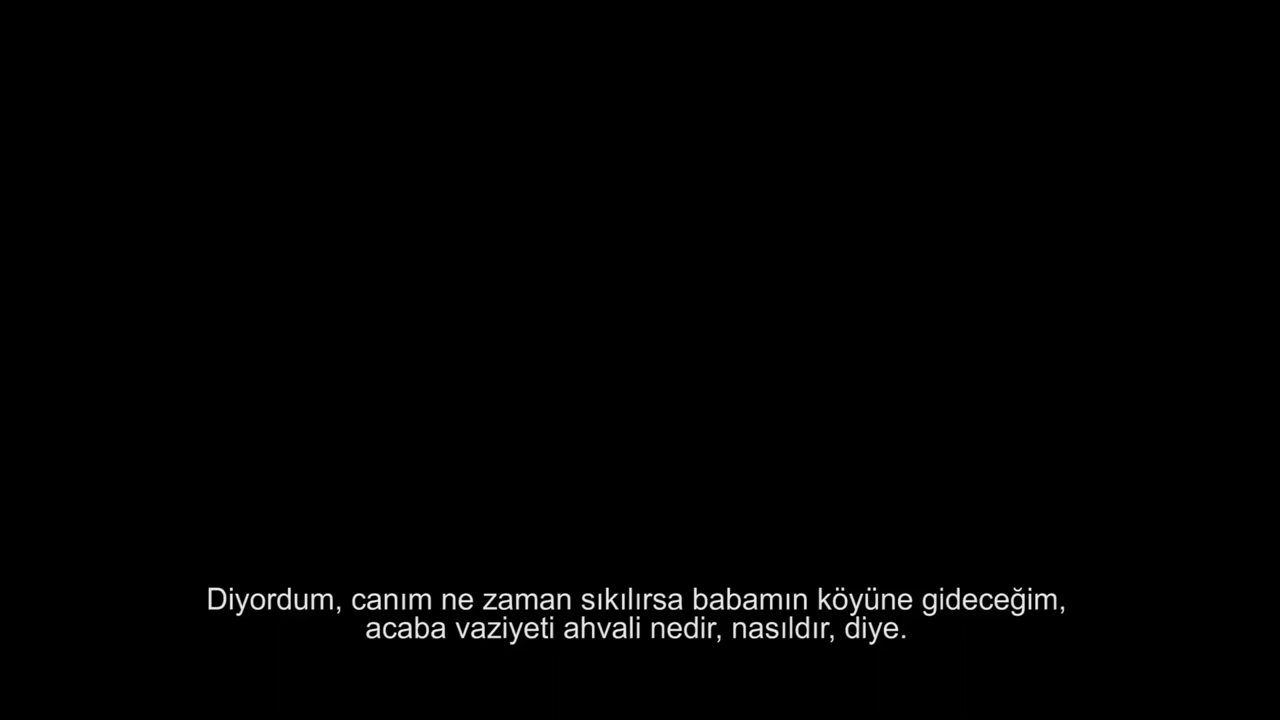 Diyordum, canım ne zaman sıkılırsa babamın köyüne gideceğim,
acaba vaziyeti ahvali nedir, nasıldır, diye.